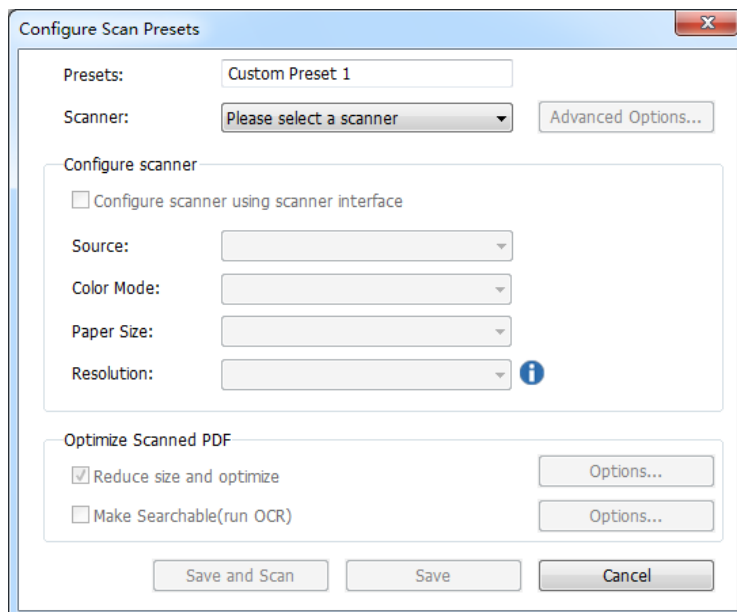 Configure Scan Presets
Presets: Custom Preset 1
Scanner: Please select a scanner Advanced Options...
Configure scanner
Configure scanner using scanner interface
Source:
Color Mode:
Paper Size:
Resolution:
Optimize Scanned PDF
Reduce size and optimize Options...
Make Searchable(run OCR) Options...
Save and Scan Save Cancel